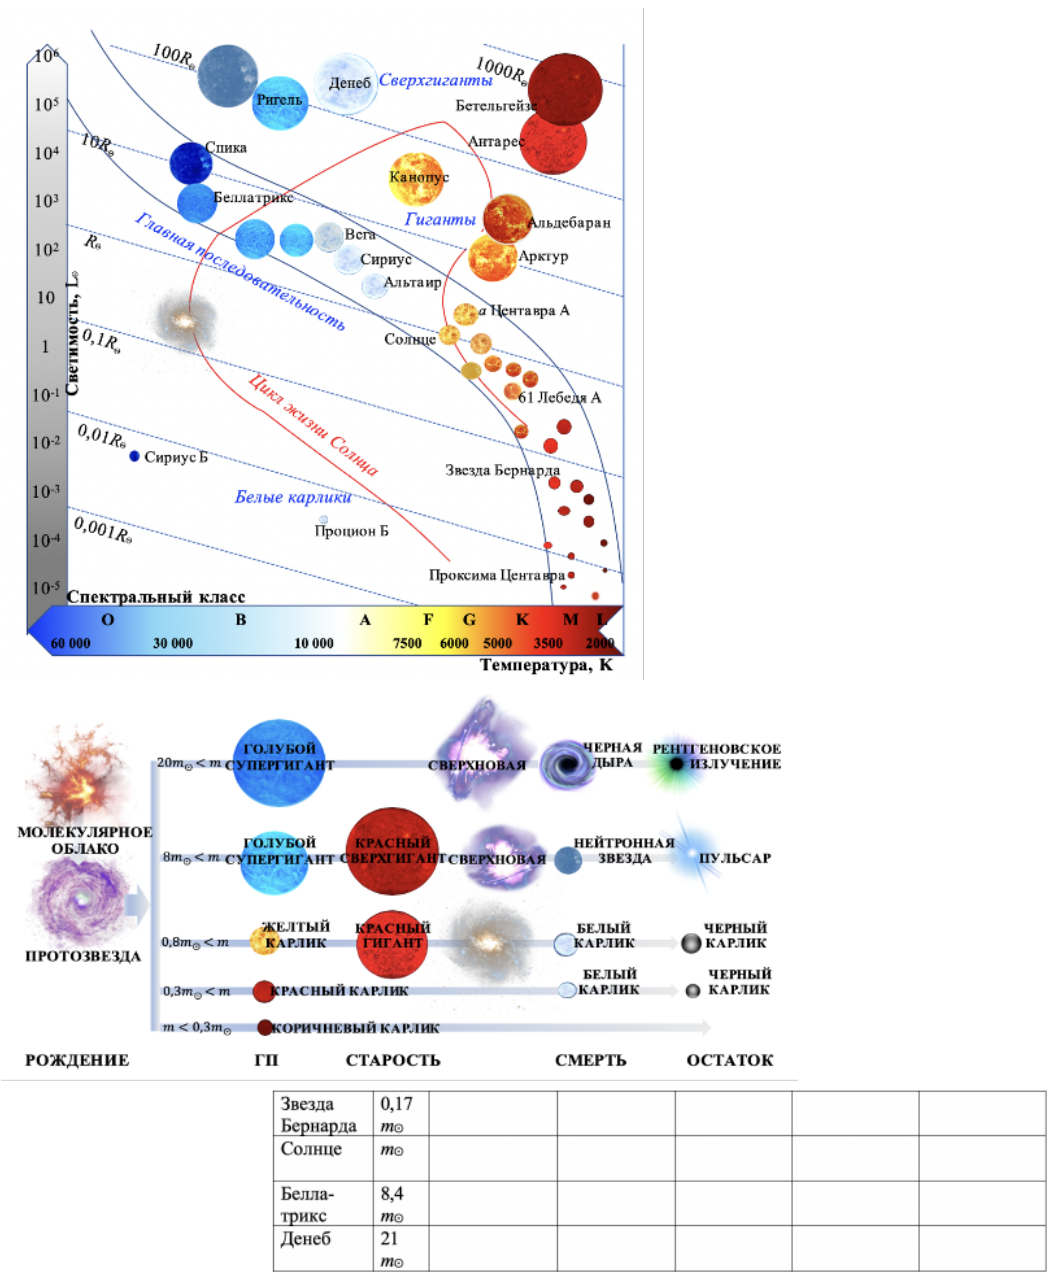 10⁶
10⁵
10⁴
10³
10²
10
1
10⁻¹
10⁻²
10⁻³
10⁻⁴
10⁻⁵
Светимость, L⊙
100R⊙
1000R⊙
10R⊙
R⊙
0,1R⊙
0,01R⊙
0,001R⊙
Денеб
Сверхгиганты
Ригель
Бетельгейзе
Антарес
Спика
Канопус
Беллатрикс
Гиганты
Альдебаран
Главная последовательность
Вега
Арктур
Сириус
Альтаир
α Центавра А
Солнце
Цикл жизни Солнца
61 Лебедя А
Сириус Б
Звезда Бернарда
Белые карлики
Процион Б
Проксима Центавра
Спектральный класс
O B A F G K M L
60 000 30 000 10 000 7500 6000 5000 3500 2000
Температура, К
МОЛЕКУЛЯРНОЕ
ОБЛАКО
ПРОТОЗВЕЗДА
20m⊙ < m
ГОЛУБОЙ
СУПЕРГИГАНТ
СВЕРХНОВАЯ
ЧЕРНАЯ
ДЫРА
РЕНТГЕНОВСКОЕ
ИЗЛУЧЕНИЕ
8m⊙ < m
ГОЛУБОЙ
СУПЕРГИГАНТ
КРАСНЫЙ
СВЕРХГИГАНТ
СВЕРХНОВАЯ
НЕЙТРОННАЯ
ЗВЕЗДА
ПУЛЬСАР
0,8m⊙ < m
ЖЕЛТЫЙ
КАРЛИК
КРАСНЫЙ
ГИГАНТ
БЕЛЫЙ
КАРЛИК
ЧЕРНЫЙ
КАРЛИК
0,3m⊙ < m
КРАСНЫЙ КАРЛИК
БЕЛЫЙ
КАРЛИК
ЧЕРНЫЙ
КАРЛИК
m < 0,3m⊙
КОРИЧНЕВЫЙ КАРЛИК
РОЖДЕНИЕ ГП СТАРОСТЬ СМЕРТЬ ОСТАТОК
Звезда 0,17
Бернарда m⊙
Солнце m⊙
Белла- 8,4
трикс m⊙
Денеб 21
m⊙